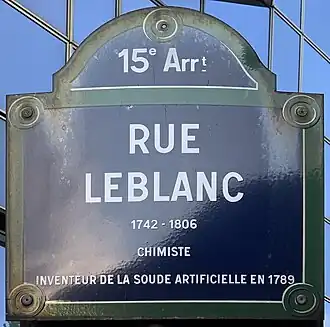 15e Arrt
RUE
LEBLANC
1742 - 1806
CHIMISTE
INVENTEUR DE LA SOUDE ARTIFICIELLE EN 1789